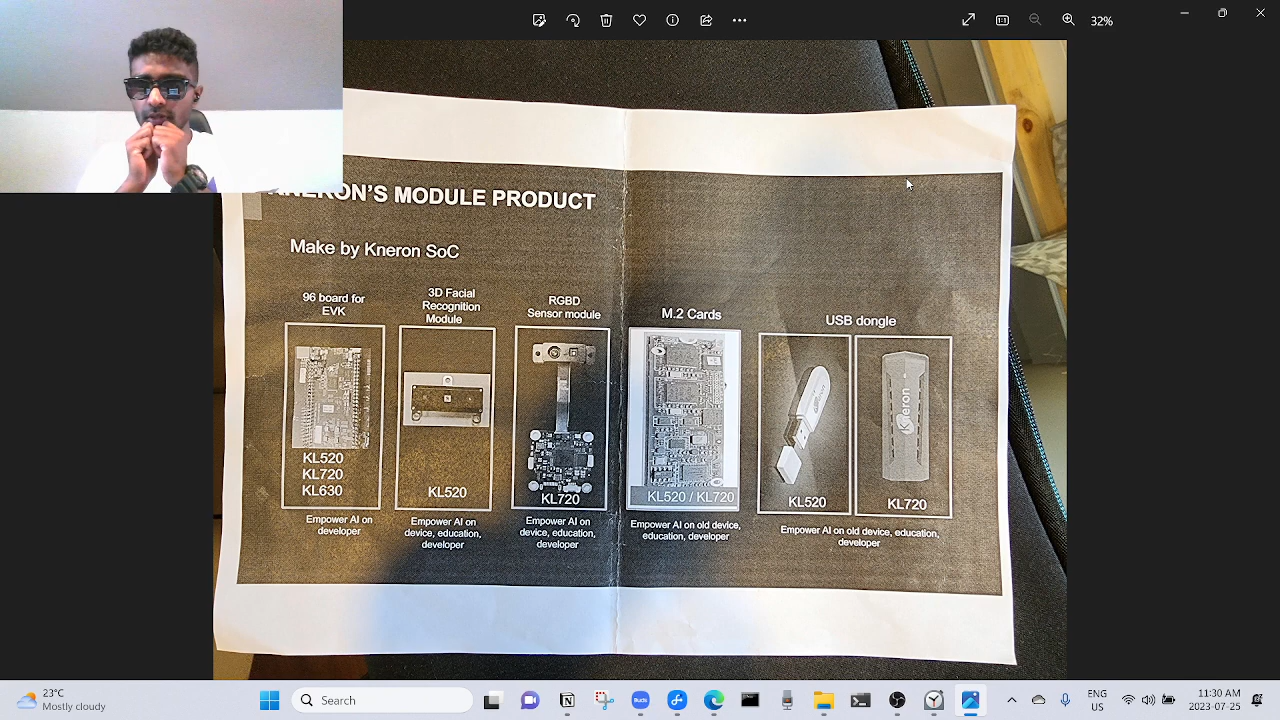 32%
KNERON'S MODULE PRODUCT
Make by Kneron SoC
96 board for
EVK
KL520
KL720
KL630
Empower AI on
developer
3D Facial
Recognition
Module
KL520
Empower AI on
device, education,
developer
RGBD
Sensor module
KL720
Empower AI on
device, education,
developer
M.2 Cards
KL520 / KL720
Empower AI on old device,
education, developer
USB dongle
Kneron
KL520
KL720
Empower AI on old device, education,
developer
23°C
Mostly cloudy
Search
Buds
ENG
US
11:30 AM
2023-07-25